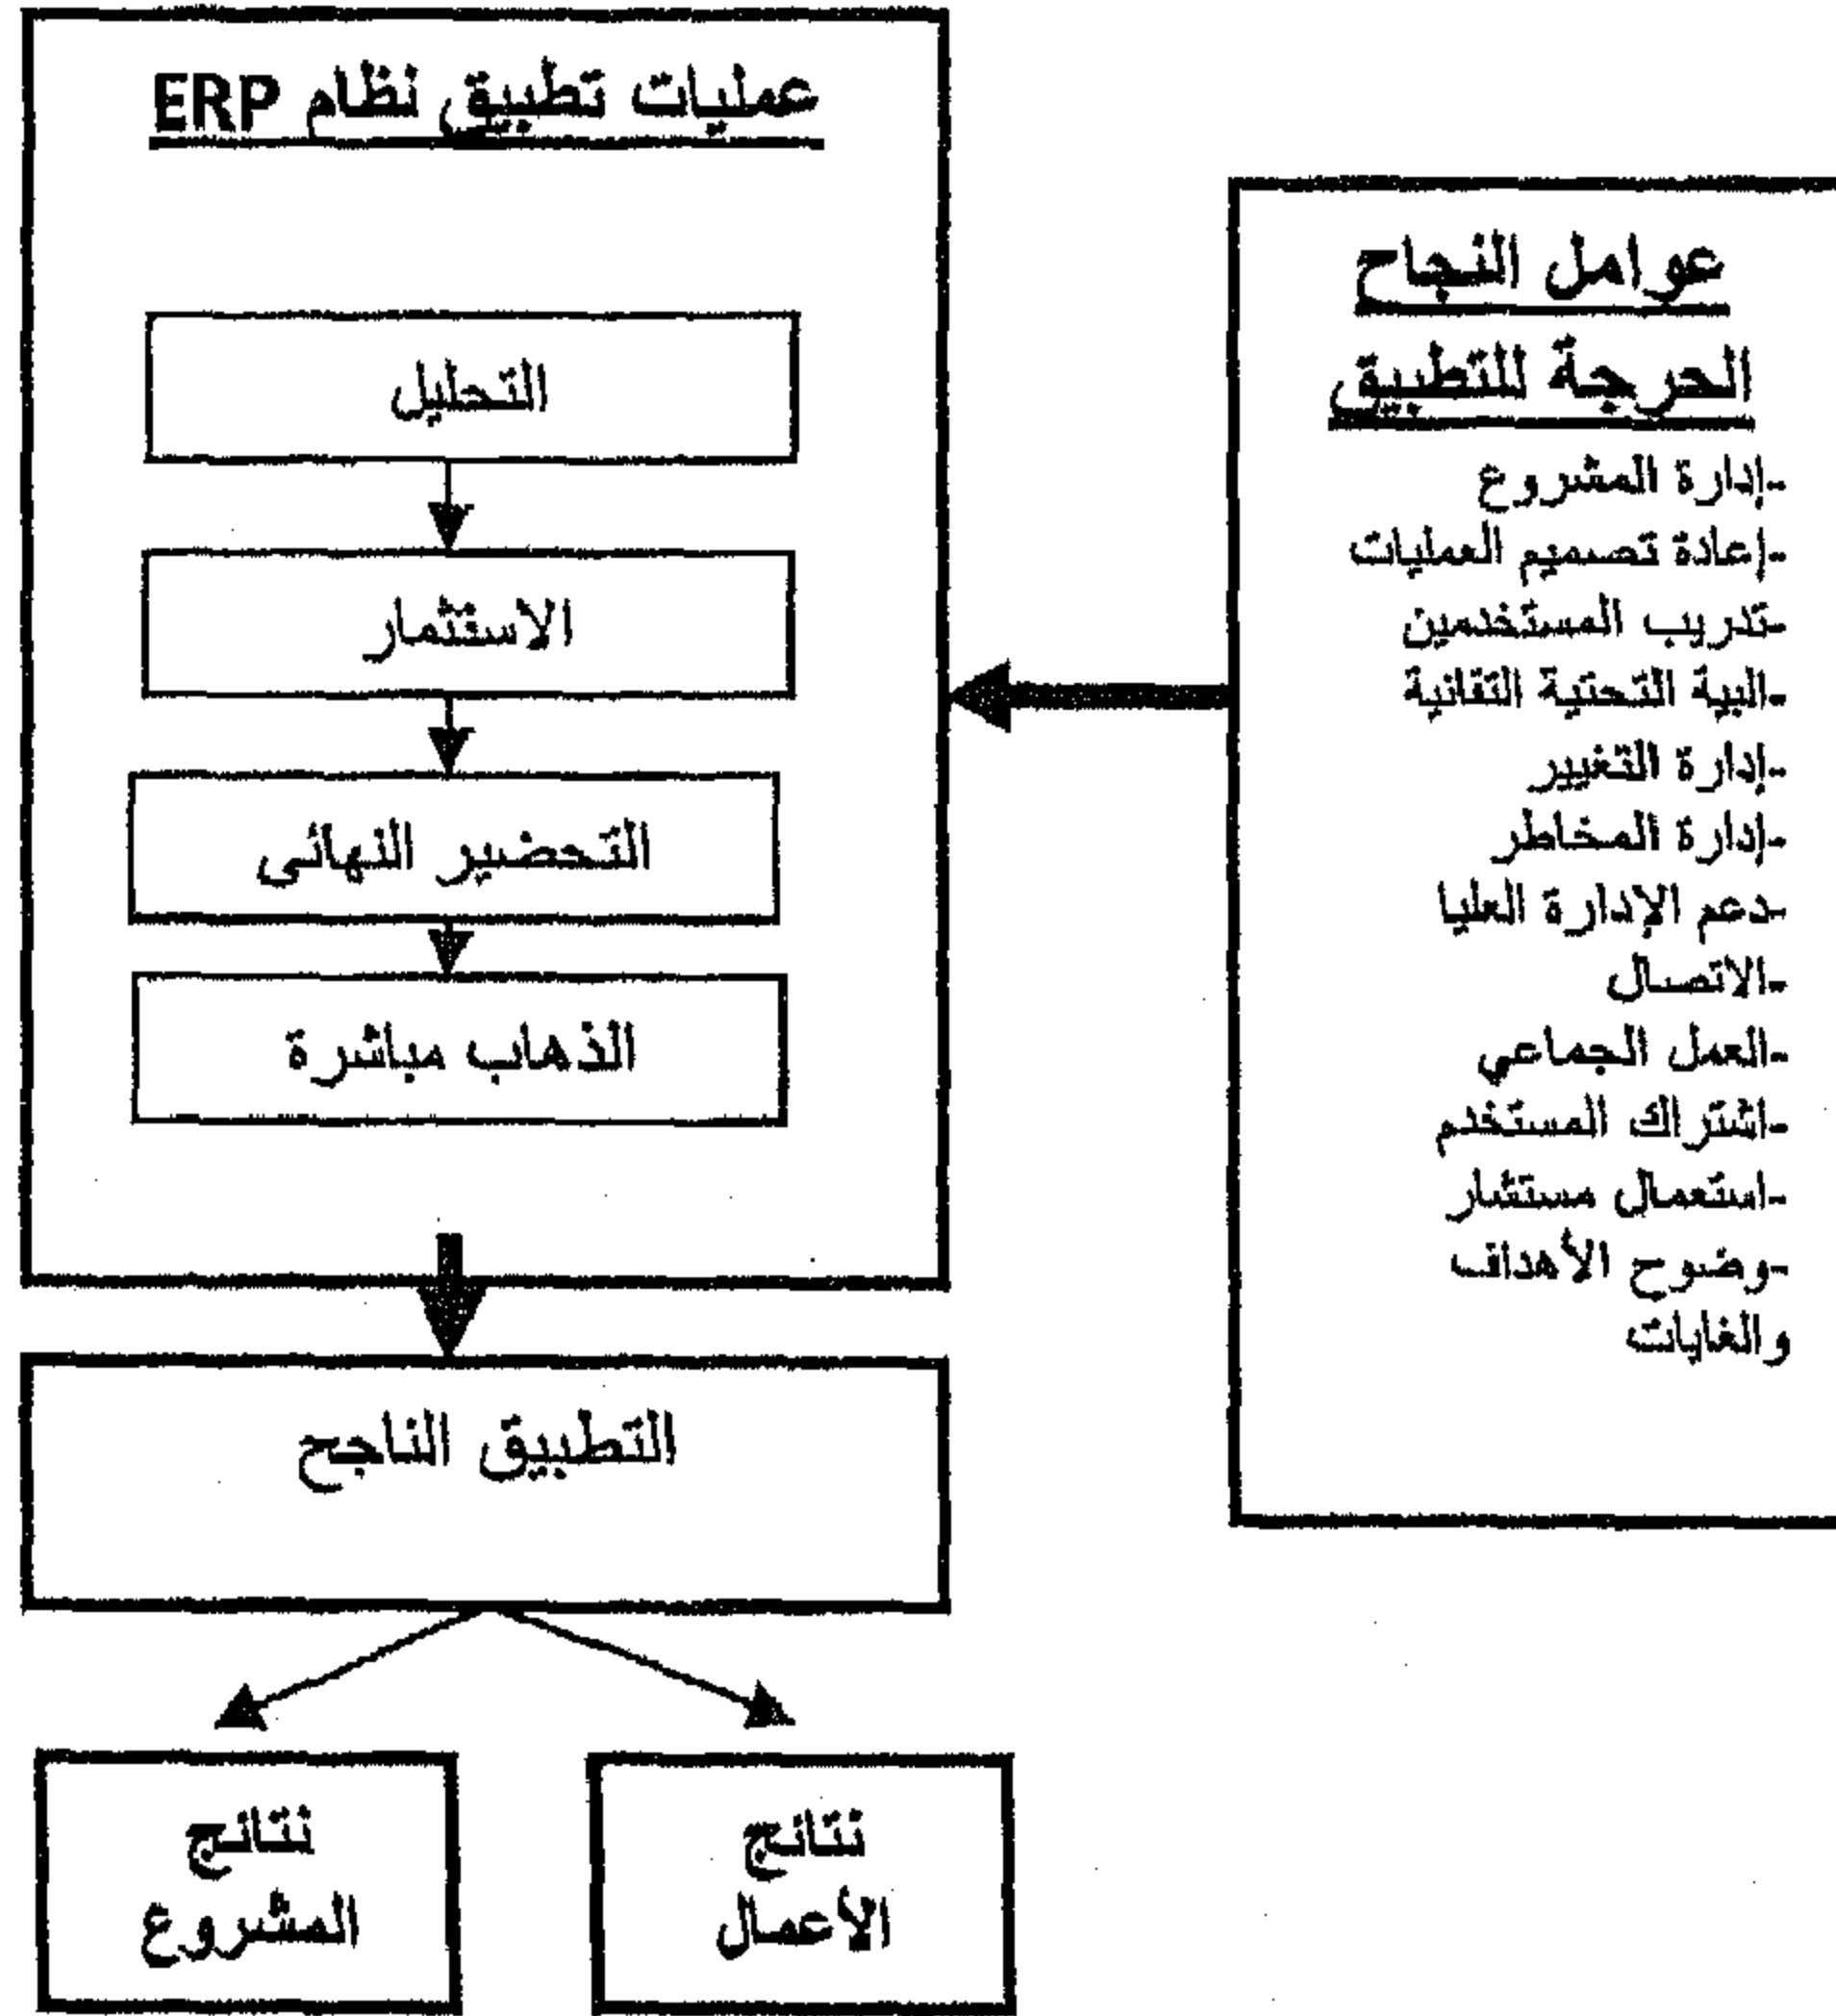 عمليات تطبيق نظام ERP
التحليل
الاستثمار
التحضير النهائى
الذهاب مباشرة
التطبيق الناجح
نتائج
المشروع
نتائج
الأعمال
عوامل النجاح
الحرجة للتطبيق
-إدارة المشروع
-إعادة تصميم العمليات
-تدريب المستخدمين
-البية التحتية التقانية
-إدارة التغيير
-إدارة المخاطر
-دعم الإدارة العليا
-الاتصال
-العمل الجماعي
-اشتراك المستخدم
-استعمال مستشار
-وضوح الأهداف
والغايات